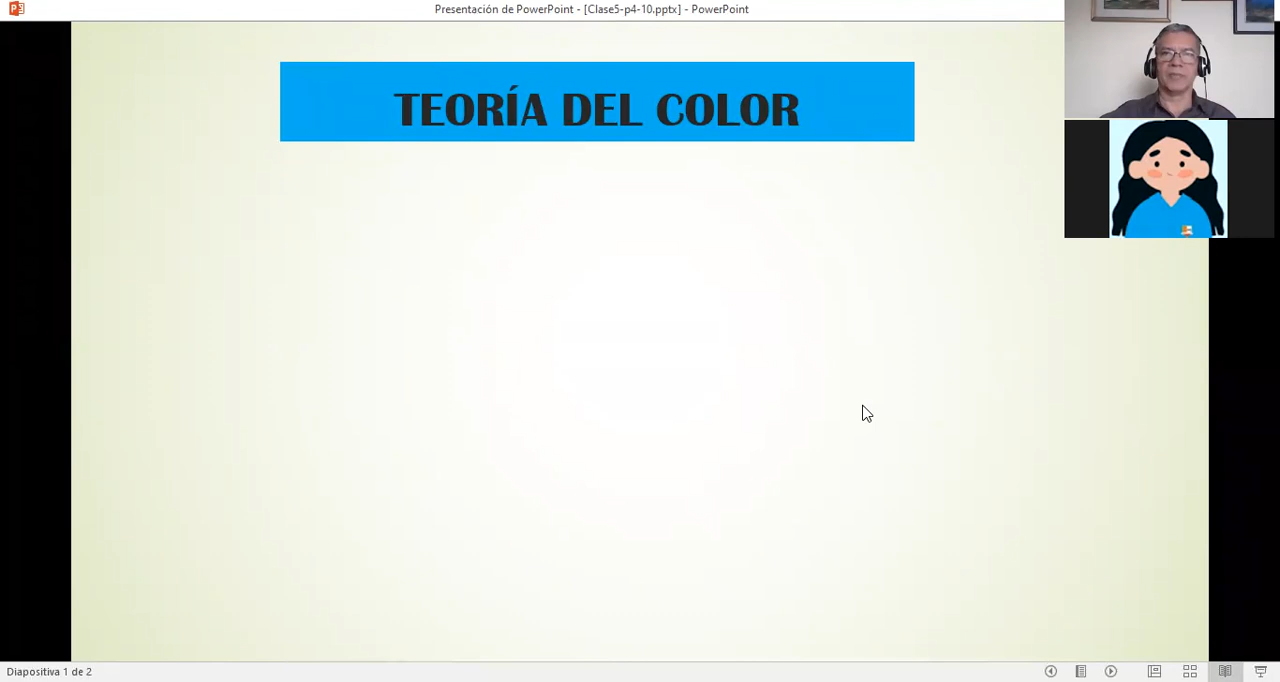 Presentación de PowerPoint - [Clase5-p4-10.pptx] - PowerPoint
TEORÍA DEL COLOR
Diapositiva 1 de 2